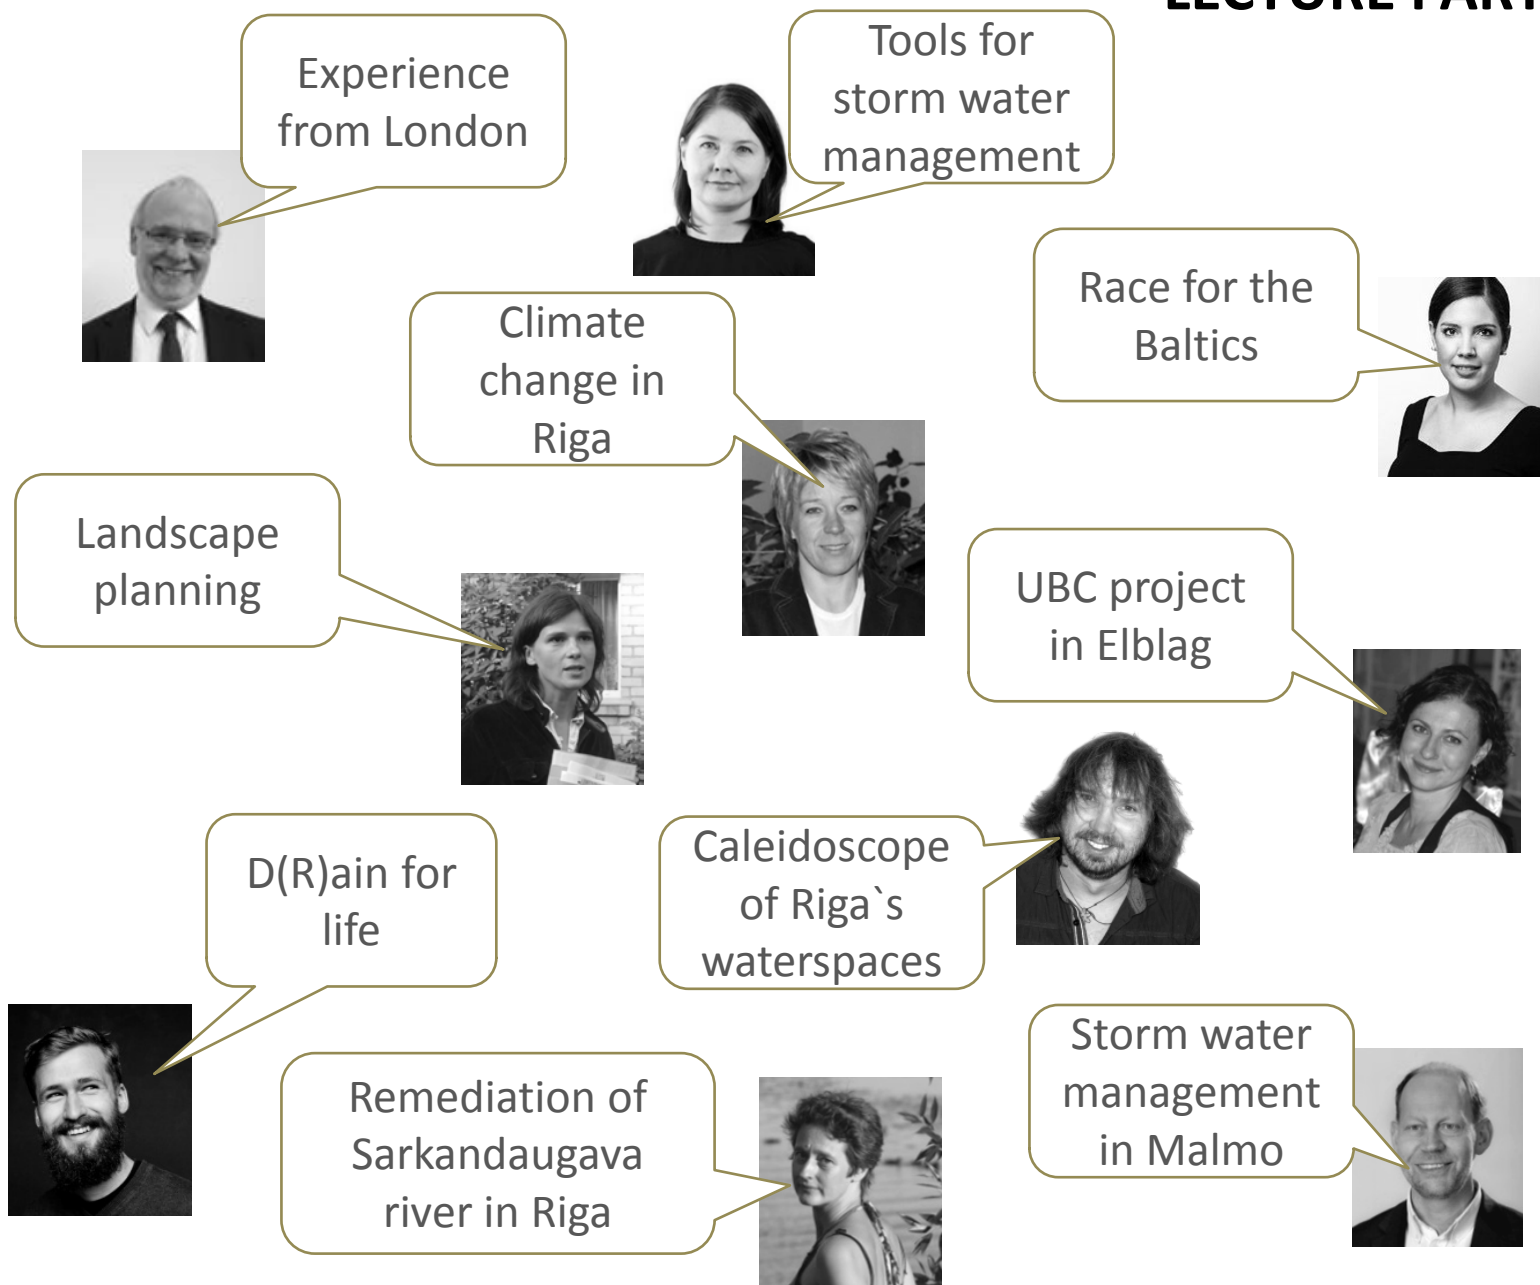 LECTURE PART
Experience
from London
Tools for
storm water
management
Race for the
Baltics
Climate
change in
Riga
Landscape
planning
UBC project
in Elblag
Caleidoscope
of Riga`s
waterspaces
D(R)ain for
life
Storm water
management
in Malmo
Remediation of
Sarkandaugava
river in Riga